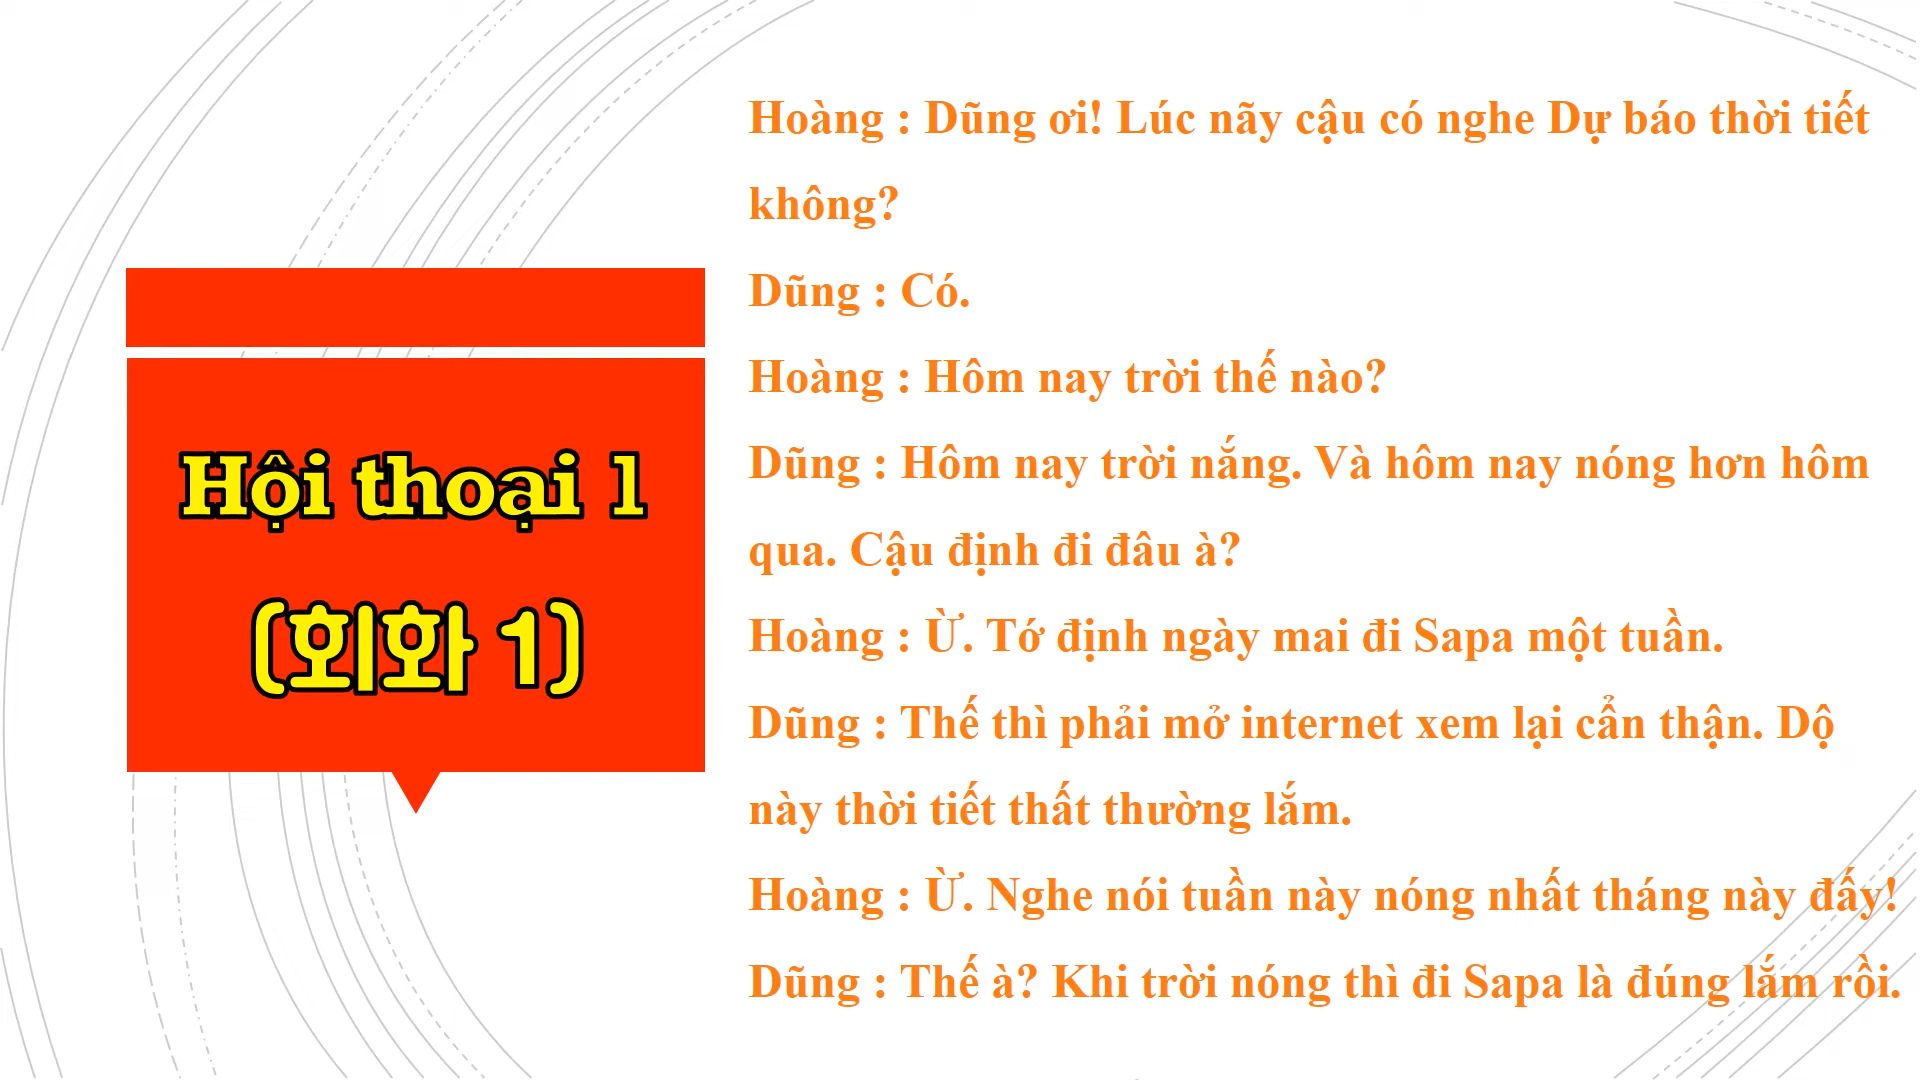 Hội thoại 1
(회화 1)
Hoàng : Dũng ơi! Lúc nãy cậu có nghe Dự báo thời tiết
không?
Dũng : Có.
Hoàng : Hôm nay trời thế nào?
Dũng : Hôm nay trời nắng. Và hôm nay nóng hơn hôm
qua. Cậu định đi đâu à?
Hoàng : Ừ. Tớ định ngày mai đi Sapa một tuần.
Dũng : Thế thì phải mở internet xem lại cẩn thận. Dộ
này thời tiết thất thường lắm.
Hoàng : Ừ. Nghe nói tuần này nóng nhất tháng này đấy!
Dũng : Thế à? Khi trời nóng thì đi Sapa là đúng lắm rồi.